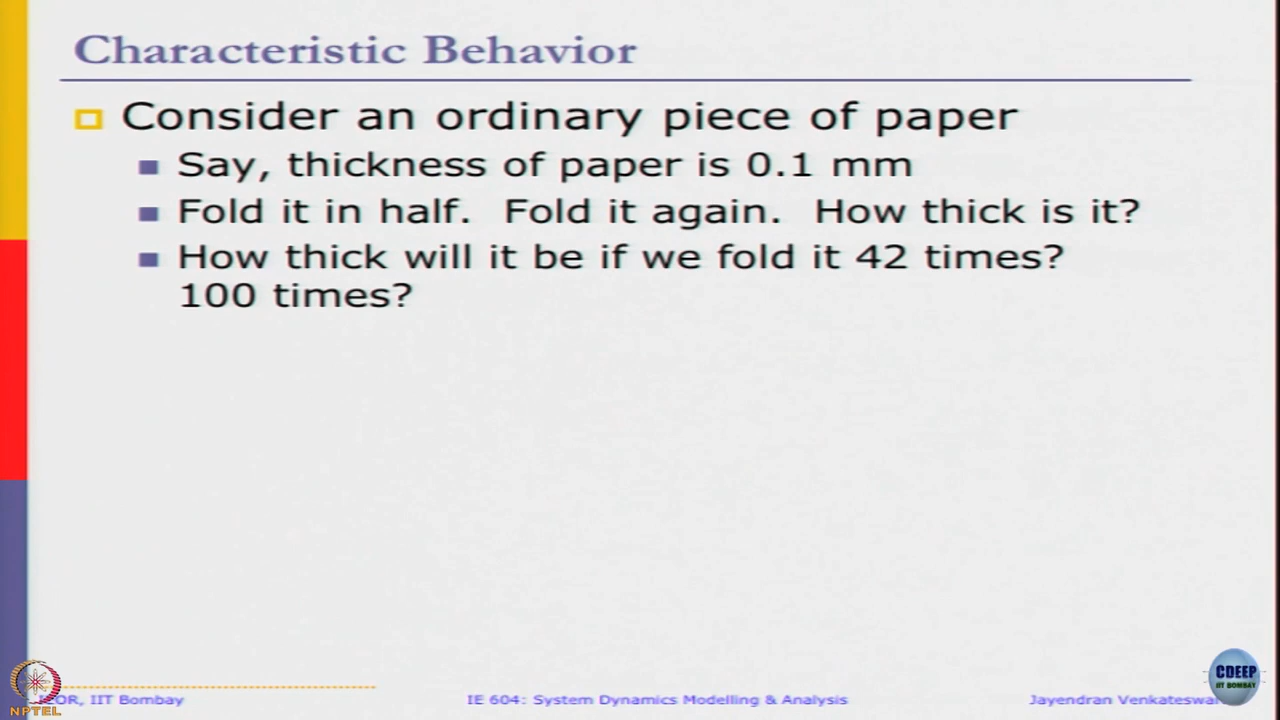 Characteristic Behavior
Consider an ordinary piece of paper
Say, thickness of paper is 0.1 mm
Fold it in half. Fold it again. How thick is it?
How thick will it be if we fold it 42 times?
100 times?
IIT Bombay
IE 604: System Dynamics Modelling & Analysis
Jayendran
NPTEL
CDEEP
IIT BOMBAY